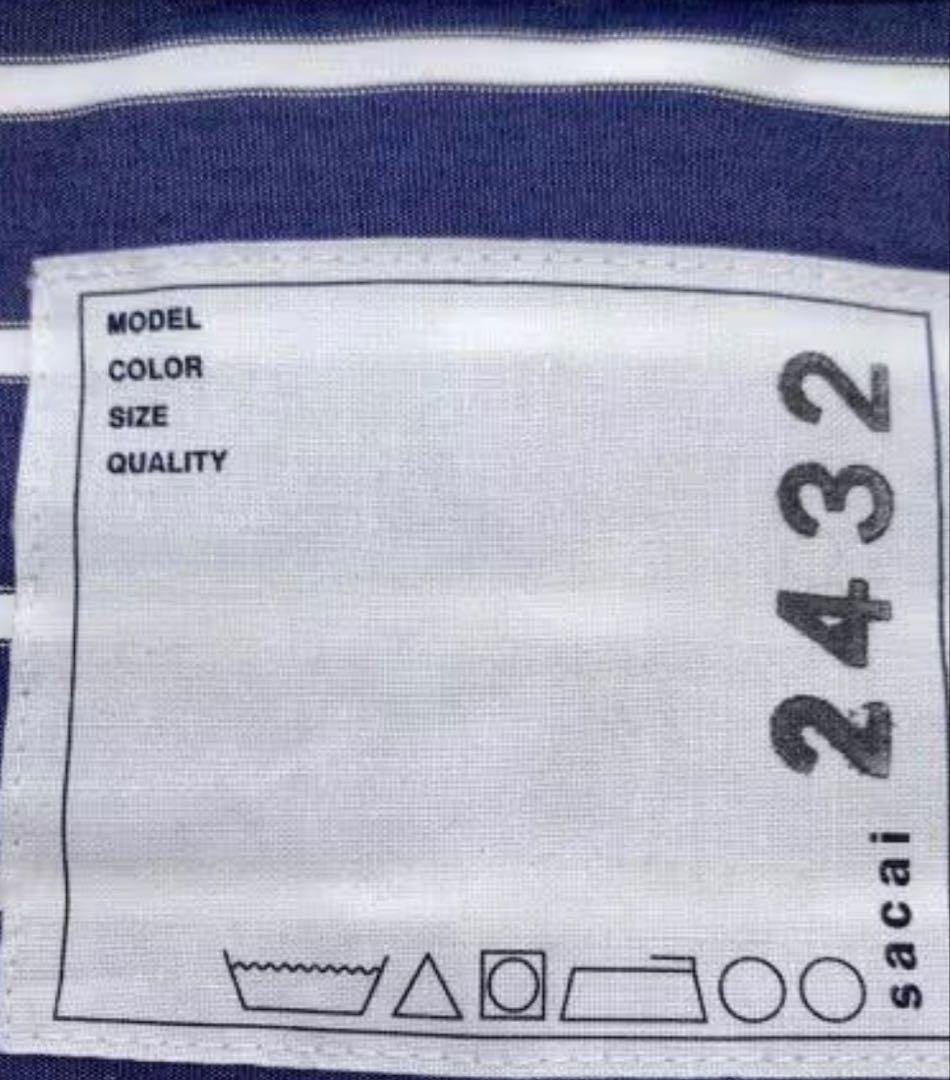 MODEL
COLOR
SIZE
QUALITY
sacai 2432